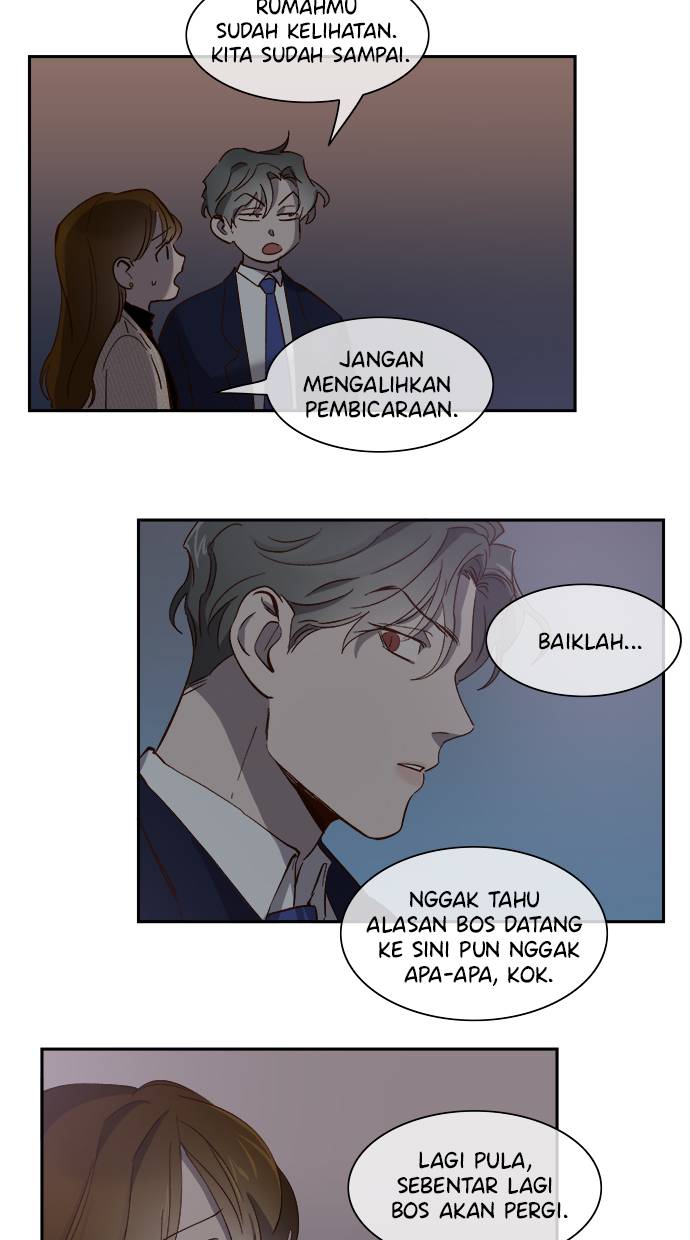 RUMAHMU
SUDAH KELIHATAN.
KITA SUDAH SAMPAI.
JANGAN
MENGALIHKAN
PEMBICARAAN.
BAIKLAH...
NGGAK TAHU
ALASAN BOS DATANG
KE SINI PUN NGGAK
APA-APA, KOK.
LAGI PULA,
SEBENTAR LAGI
BOS AKAN PERGI.